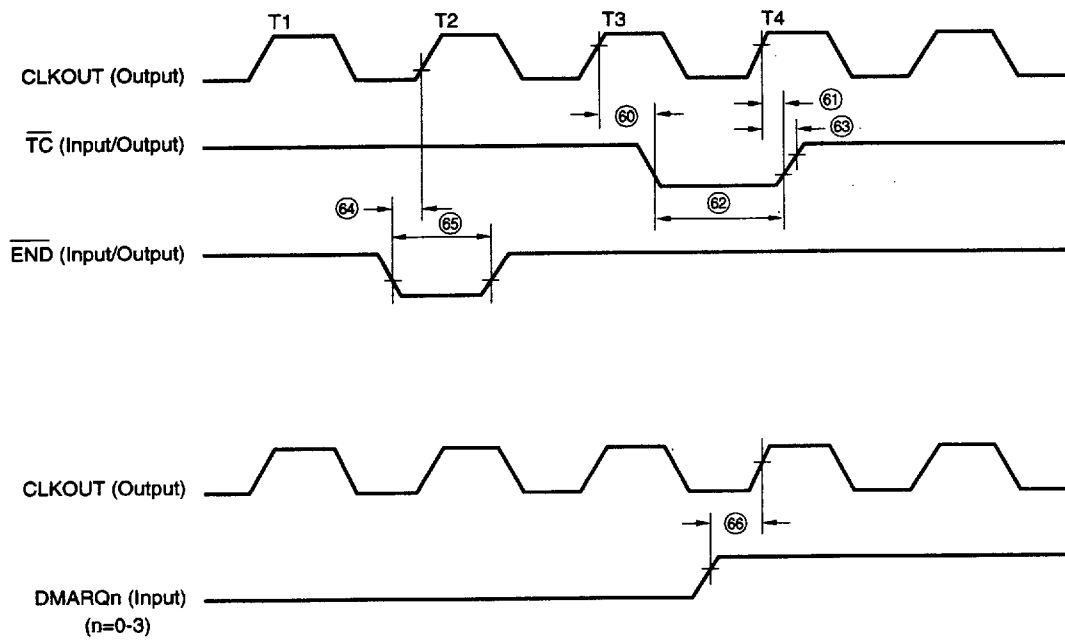 T1 T2 T3 T4
CLKOUT (Output)
60 61
63
TC (Input/Output)
62
64 65
END (Input/Output)
CLKOUT (Output)
66
DMARQn (Input)
(n=0-3)